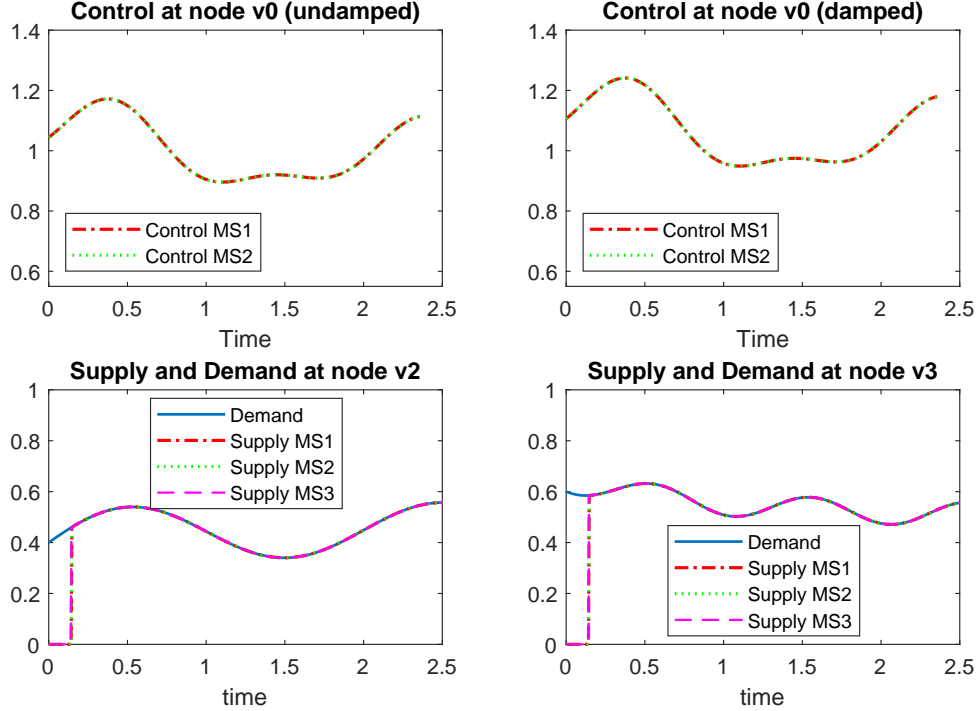 Control at node v0 (undamped)
1.4
1.2
1
0.8
0.6
Control MS1
Control MS2
0
0.5
1
1.5
2
2.5
Time
Control at node v0 (damped)
1.4
1.2
1
0.8
0.6
Control MS1
Control MS2
0
0.5
1
1.5
2
2.5
Time
Supply and Demand at node v2
1
0.8
0.6
0.4
0.2
0
Demand
Supply MS1
Supply MS2
Supply MS3
0
0.5
1
1.5
2
2.5
time
Supply and Demand at node v3
1
0.8
0.6
0.4
0.2
0
Demand
Supply MS1
Supply MS2
Supply MS3
0
0.5
1
1.5
2
2.5
time